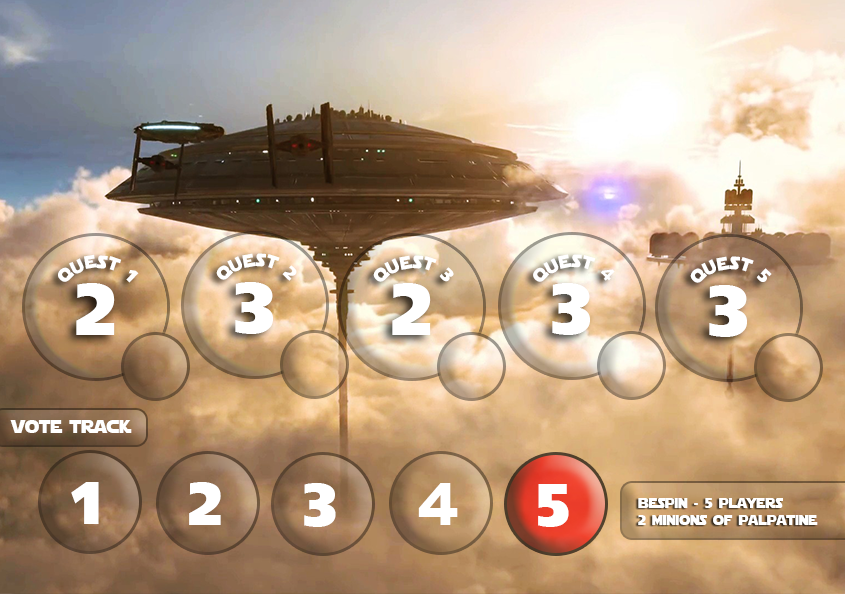 QUEST 1
2
QUEST 2
3
QUEST 3
2
QUEST 4
3
QUEST 5
3
VOTE TRACK
1
2
3
4
5
BESPIN - 5 PLAYERS
2 MINIONS OF PALPATINE